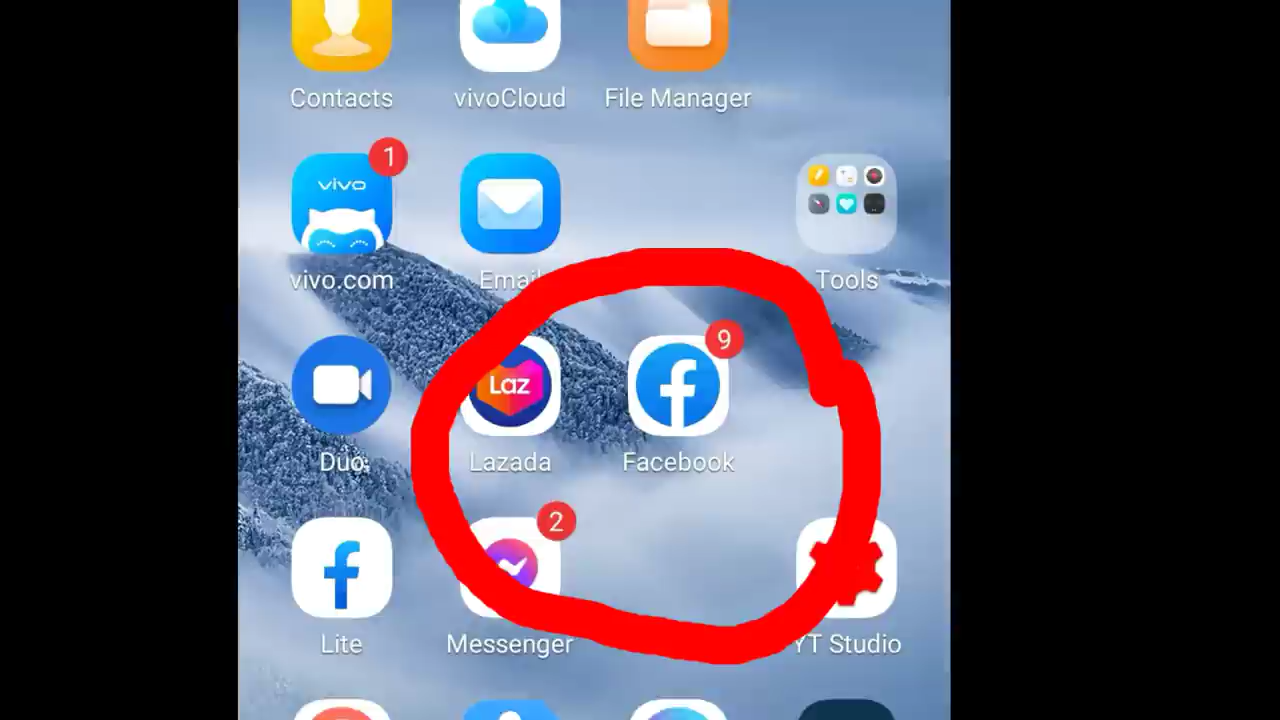 Contacts vivoCloud File Manager
1
vivo
vivo.com Email Tools
9
Laz
Duo Lazada Facebook
2
Lite Messenger YT Studio